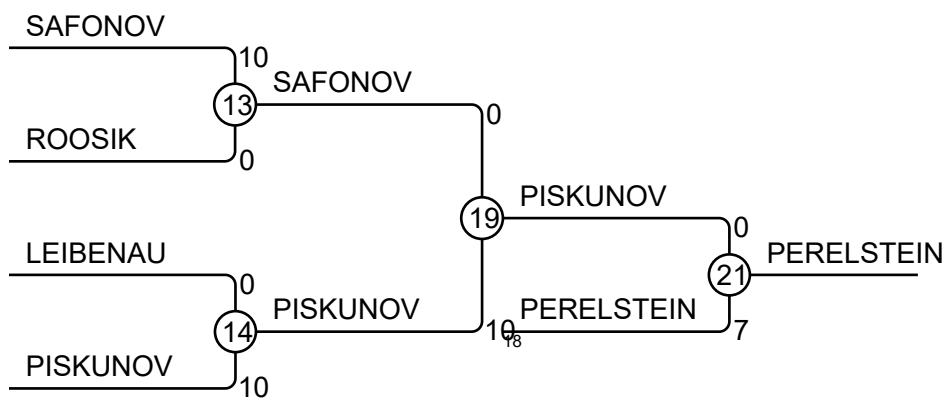 SAFONOV
10
13
SAFONOV
0
ROOSIK
0
19
PISKUNOV
0
LEIBENAU
0
21
PERELSTEIN
14
PISKUNOV
10
18
PERELSTEIN
7
PISKUNOV
10